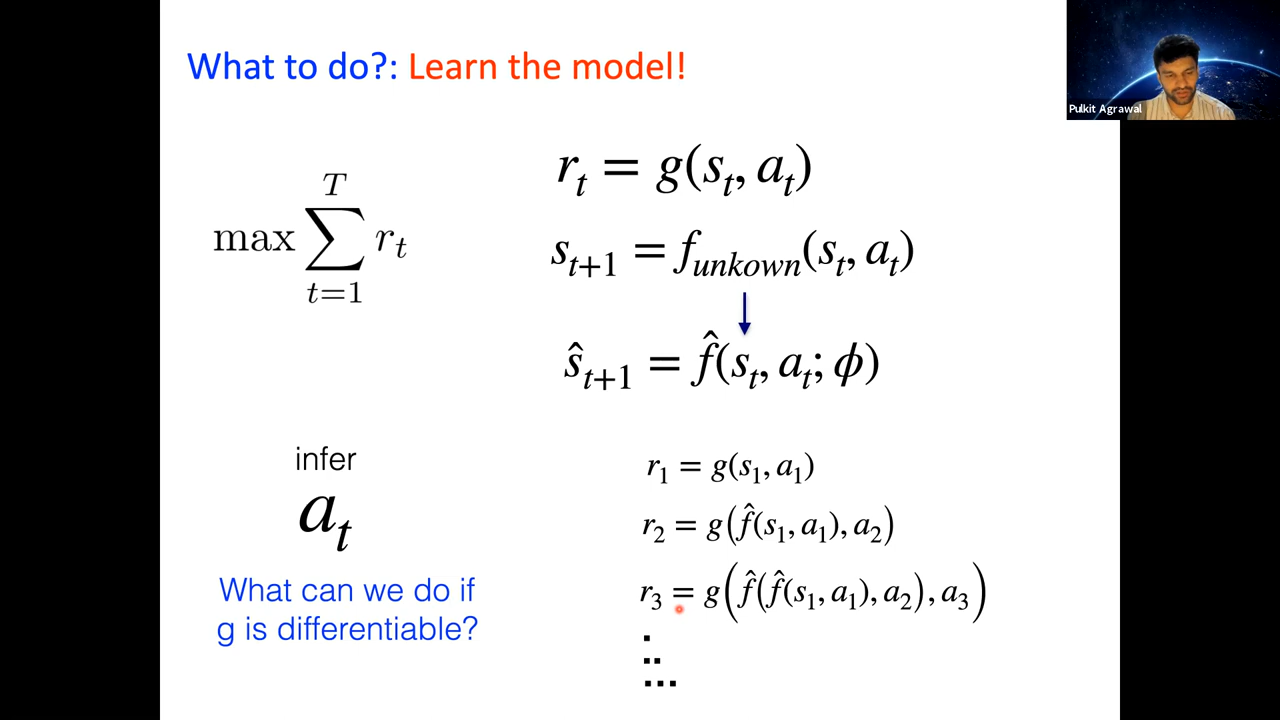 What to do?: Learn the model!
Pulkit Agrawal
max ∑_{t=1}^{T} r_t
r_t = g(s_t, a_t)
s_{t+1} = f_{unkown}(s_t, a_t)
ŝ_{t+1} = f̂(s_t, a_t; ϕ)
infer
a_t
What can we do if
g is differentiable?
r_1 = g(s_1, a_1)
r_2 = g(f̂(s_1, a_1), a_2)
r_3 = g(f̂(f̂(s_1, a_1), a_2), a_3)
.
..
...